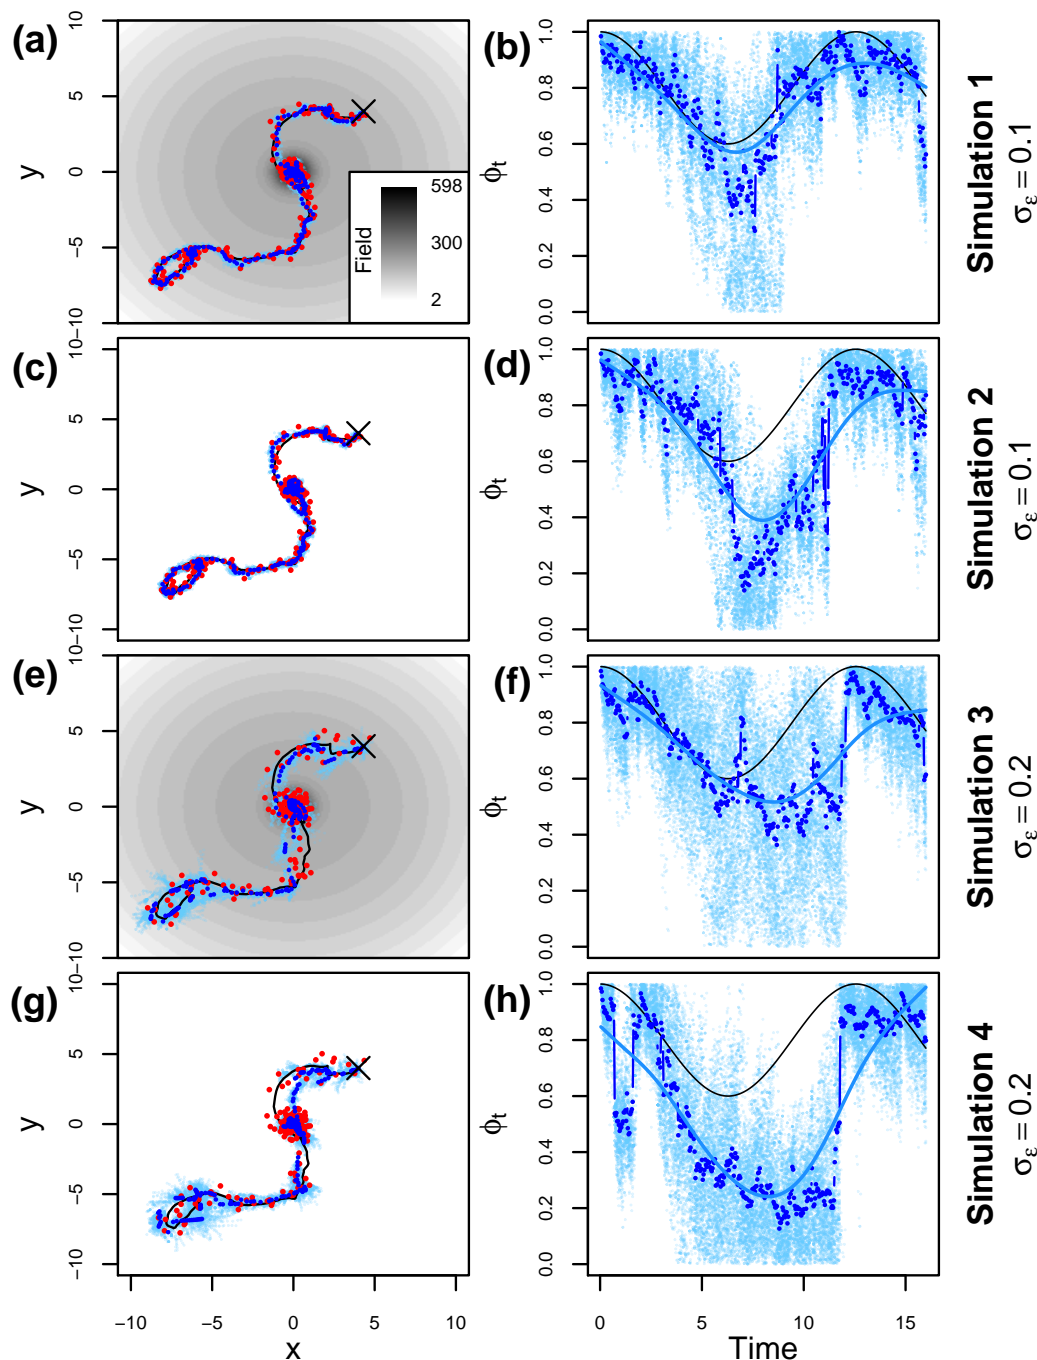 (a)
10
5
0
−5
−10
y
Field
598
300
2
(b)
1.0
0.8
0.6
0.4
0.2
0.0
ϕt
Simulation 1
σε = 0.1
(c)
10
5
0
−5
−10
y
(d)
1.0
0.8
0.6
0.4
0.2
0.0
ϕt
Simulation 2
σε = 0.1
(e)
10
5
0
−5
−10
y
(f)
1.0
0.8
0.6
0.4
0.2
0.0
ϕt
Simulation 3
σε = 0.2
(g)
10
5
0
−5
−10
y
−10
−5
0
5
10
x
(h)
1.0
0.8
0.6
0.4
0.2
0.0
ϕt
0
5
10
15
Time
Simulation 4
σε = 0.2